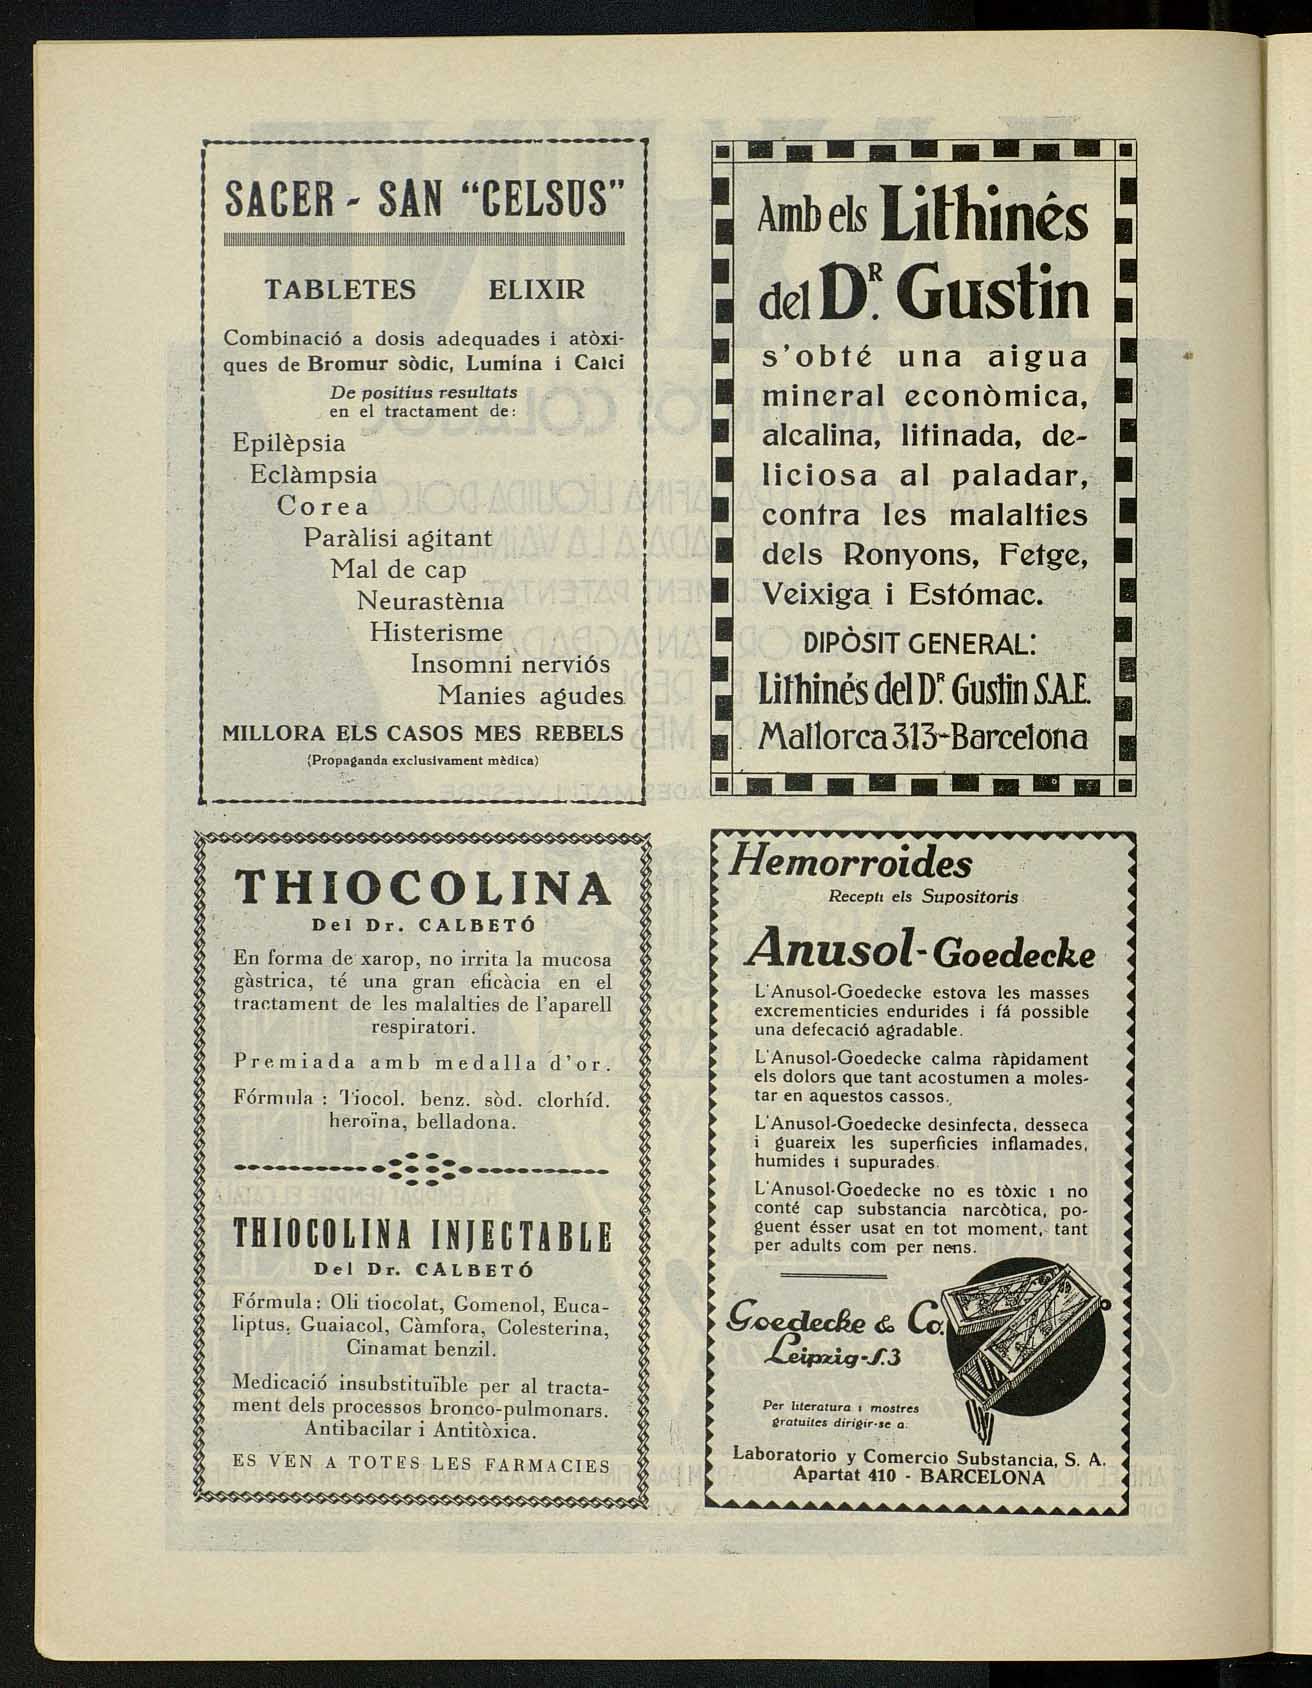 SACER - SAN "CELSUS"
TABLETES ELIXIR
Combinació a dosis adequades i atòxi-
ques de Bromur sòdic, Lumina i Calci
De positius resultats
en el tractament de:
Epilèpsia
Eclàmpsia
Corea
Paràlisi agitant
Mal de cap
Neurastènia
Histerisme
Insomni nerviós
Manies agudes
MILLORA ELS CASOS MES REBELS
(Propaganda exclusivament mèdica)
Amb els Lithinés
del DR. Gustin
s'obté una aigua
mineral econòmica,
alcalina, litinada, de-
liciosa al paladar,
contra les malalties
dels Ronyons, Fetge,
Veixiga i Estómac.
DIPÒSIT GENERAL:
Lithinés del DR. Gustin S.A.E.
Mallorca 313-Barcelona
THIOCOLINA
Del Dr. CALBETÓ
En forma de xarop, no irrita la mucosa
gàstrica, té una gran eficàcia en el
tractament de les malalties de l'aparell
respiratori.
Premiada amb medalla d'or.
Fórmula: Tiocol. benz. sòd. clorhíd.
heroïna, belladona.
THIOCOLINA INJECTABLE
Del Dr. CALBETÓ
Fórmula: Oli tiocolat, Gomenol, Euca-
liptus, Guaiacol, Càmfora, Colesterina,
Cinamat benzil.
Medicació insubstituïble per al tracta-
ment dels processos bronco-pulmonars.
Antibacilar i Antitòxica.
ES VEN A TOTES LES FARMACIES
Hemorroides
Recepti els Supositoris
Anusol-Goedecke
L'Anusol-Goedecke estova les masses
excrementicies endurides i fá possible
una defecació agradable.
L'Anusol-Goedecke calma ràpidament
els dolors que tant acostumen a moles-
tar en aquestos cassos.
L'Anusol-Goedecke desinfecta, desseca
i guareix les superficies inflamades,
humides i supurades.
L'Anusol-Goedecke no es tòxic i no
conté cap substancia narcòtica, po-
guent ésser usat en tot moment, tant
per adults com per nens.
Goedecke & Co.
Leipzig-S.3
Per literatura i mostres
gratuites dirigir-se a:
Laboratorio y Comercio Substancia, S. A.
Apartat 410 - BARCELONA